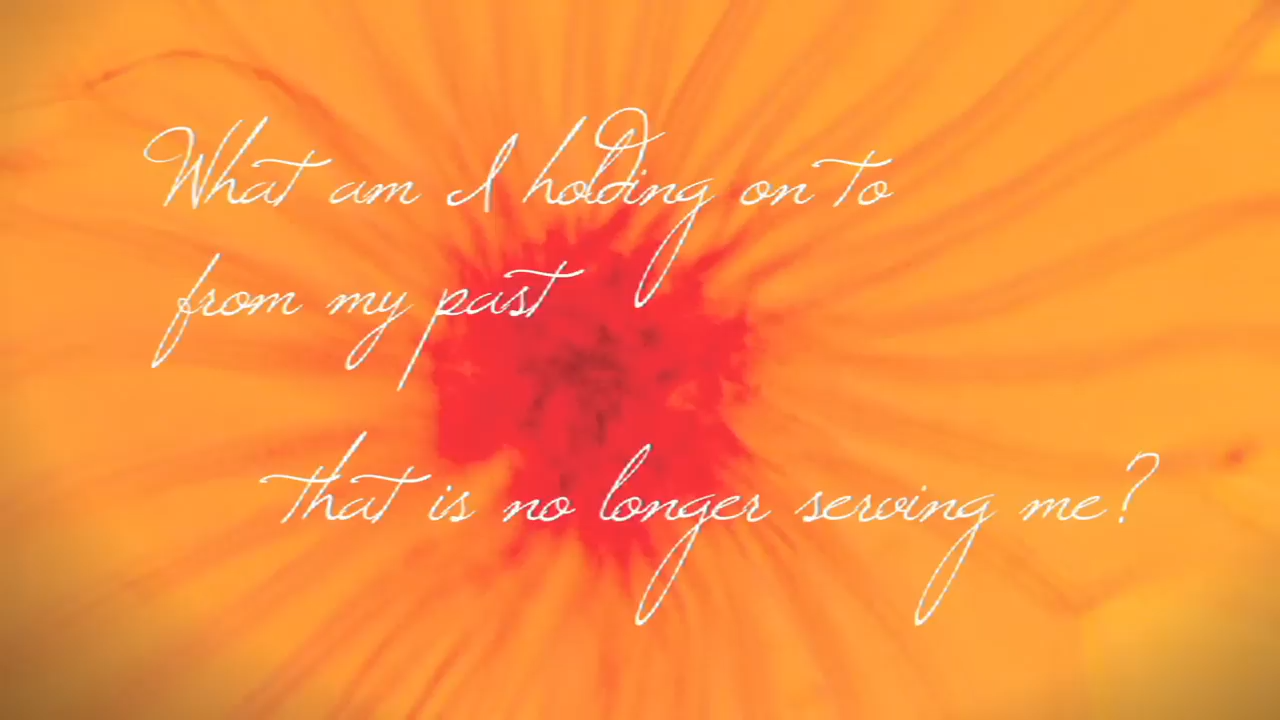 What am I holding on to
from my past
that is no longer serving me?